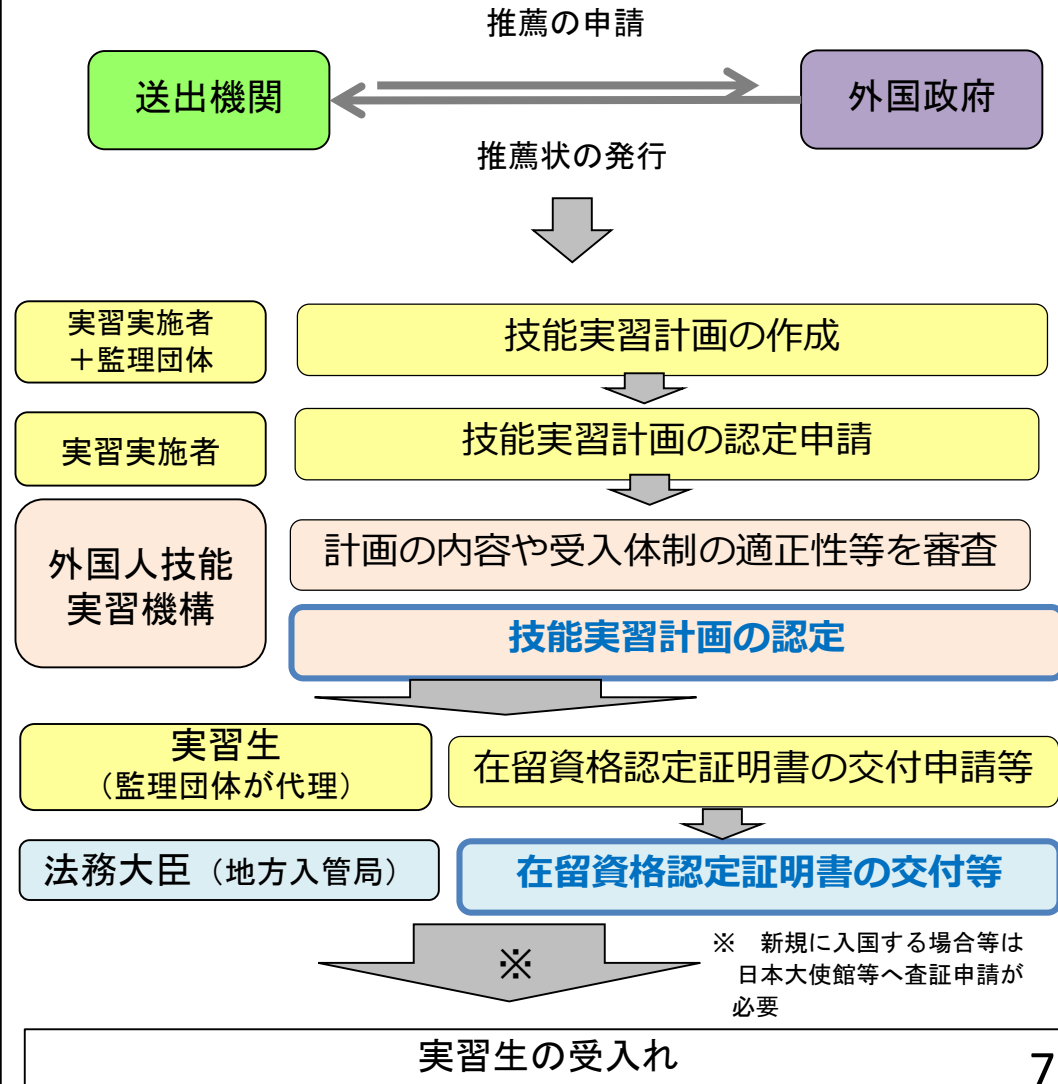 推薦の申請
送出機関
外国政府
推薦状の発行
実習実施者
＋監理団体
技能実習計画の作成
実習実施者
技能実習計画の認定申請
外国人技能
実習機構
計画の内容や受入体制の適正性等を審査
技能実習計画の認定
実習生
（監理団体が代理）
在留資格認定証明書の交付申請等
法務大臣（地方入管局）
在留資格認定証明書の交付等
※
※　新規に入国する場合等は
日本大使館等へ査証申請が
必要
実習生の受入れ
7